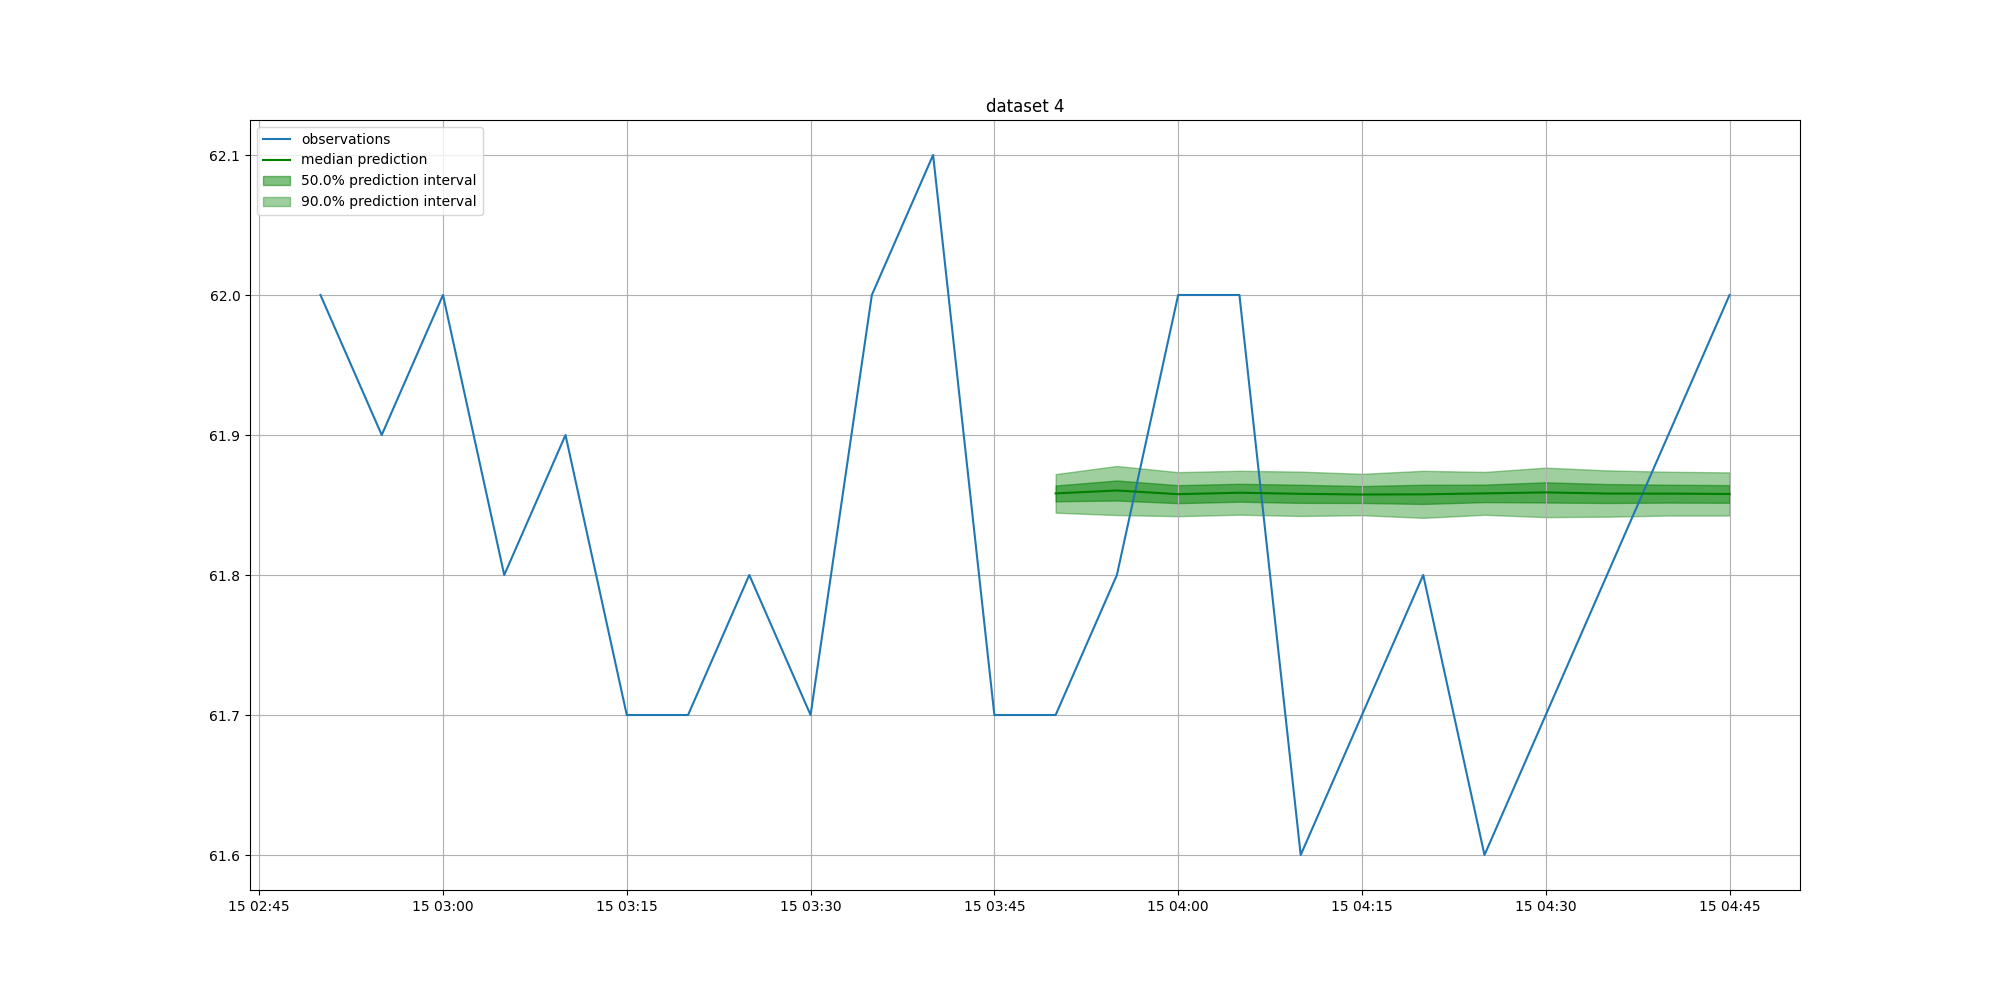 dataset 4
observations
median prediction
50.0% prediction interval
90.0% prediction interval
62.1
62.0
61.9
61.8
61.7
61.6
15 02:45 15 03:00 15 03:15 15 03:30 15 03:45 15 04:00 15 04:15 15 04:30 15 04:45